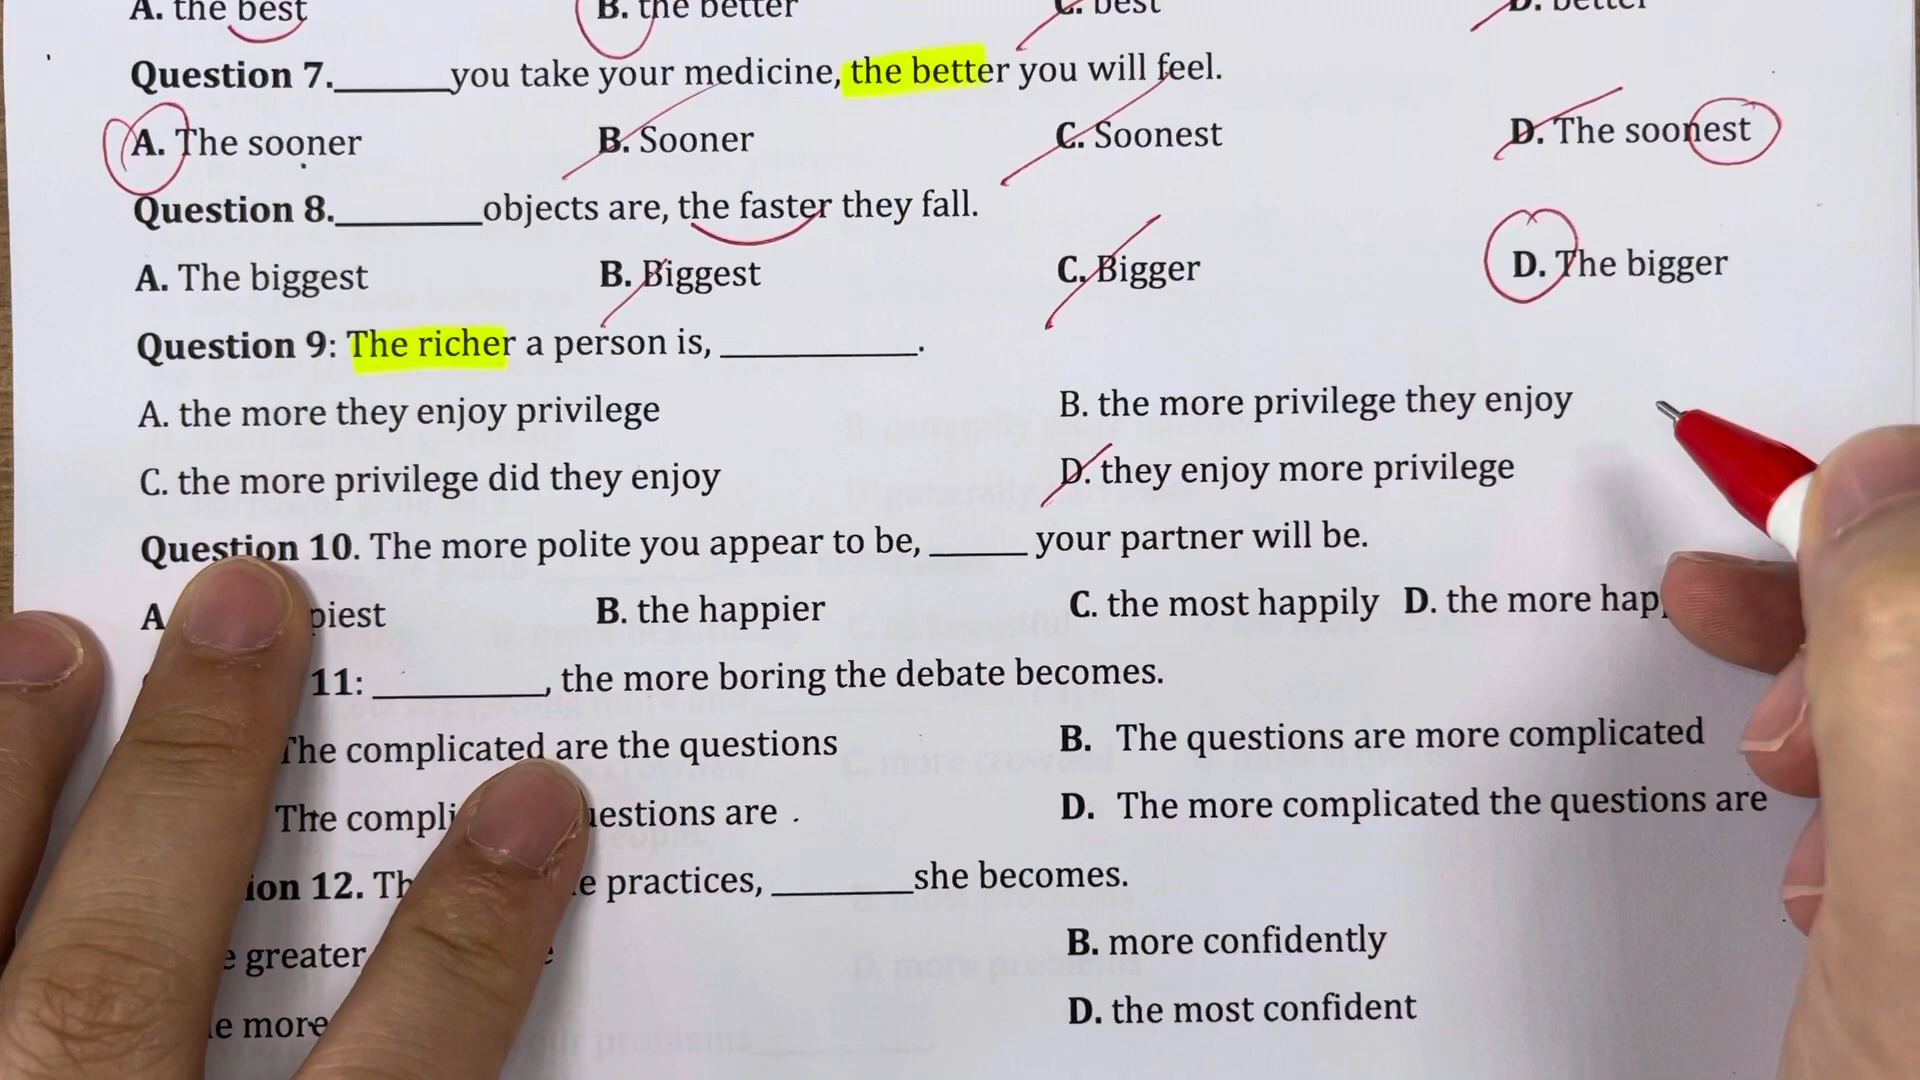 A. the best B. the better C. best D. better
Question 7.______you take your medicine, the better you will feel.
A. The sooner B. Sooner C. Soonest D. The soonest
Question 8.________objects are, the faster they fall.
A. The biggest B. Biggest C. Bigger D. The bigger
Question 9: The richer a person is, ___________.
A. the more they enjoy privilege B. the more privilege they enjoy
C. the more privilege did they enjoy D. they enjoy more privilege
Question 10. The more polite you appear to be, _____ your partner will be.
A piest B. the happier C. the most happily D. the more hap
11: __________, the more boring the debate becomes.
The complicated are the questions B. The questions are more complicated
The compli uestions are . D. The more complicated the questions are
ion 12. Th e practices, ________she becomes.
e greater B. more confidently
e more D. the most confident